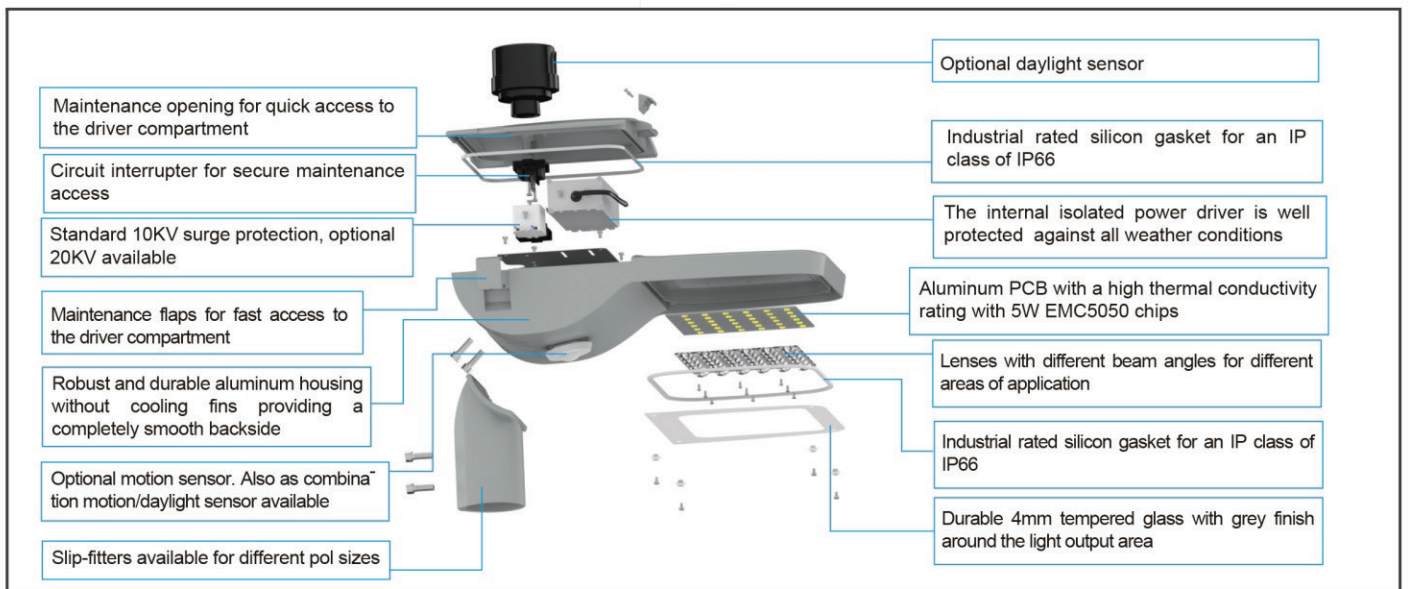 Maintenance opening for quick access to
the driver compartment
Circuit interrupter for secure maintenance
access
Standard 10KV surge protection, optional
20KV available
Maintenance flaps for fast access to
the driver compartment
Robust and durable aluminum housing
without cooling fins providing a
completely smooth backside
Optional motion sensor. Also as combina-
tion motion/daylight sensor available
Slip-fitters available for different pol sizes
Optional daylight sensor
Industrial rated silicon gasket for an IP
class of IP66
The internal isolated power driver is well
protected against all weather conditions
Aluminum PCB with a high thermal conductivity
rating with 5W EMC5050 chips
Lenses with different beam angles for different
areas of application
Industrial rated silicon gasket for an IP class of
IP66
Durable 4mm tempered glass with grey finish
around the light output area